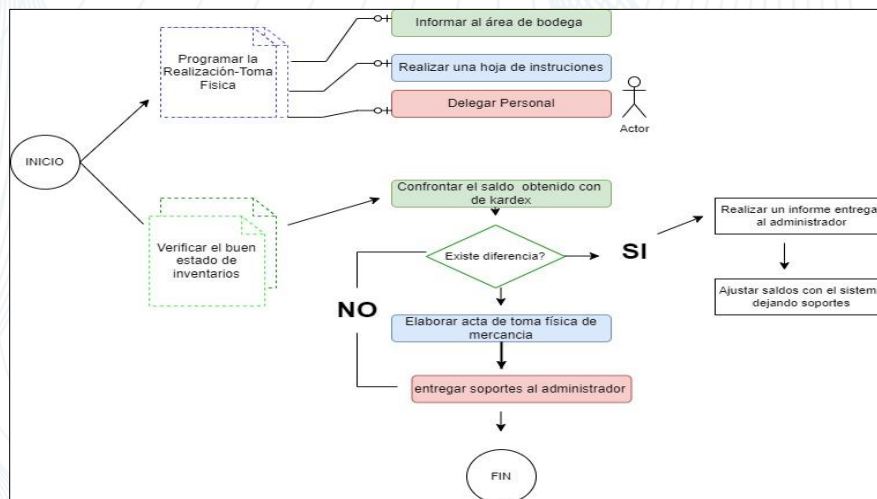 Informar al área de bodega
Programar la
Realización-Toma
Fisica
Realizar una hoja de instruciones
Delegar Personal
Actor
INICIO
Confrontar el saldo obtenido con
de kardex
Realizar un informe entrega
al administrador
Verificar el buen
estado de
inventarios
Existe diferencia?
SI
Ajustar saldos con el sistema
dejando soportes
NO
Elaborar acta de toma física de
mercancia
entregar soportes al administrador
FIN